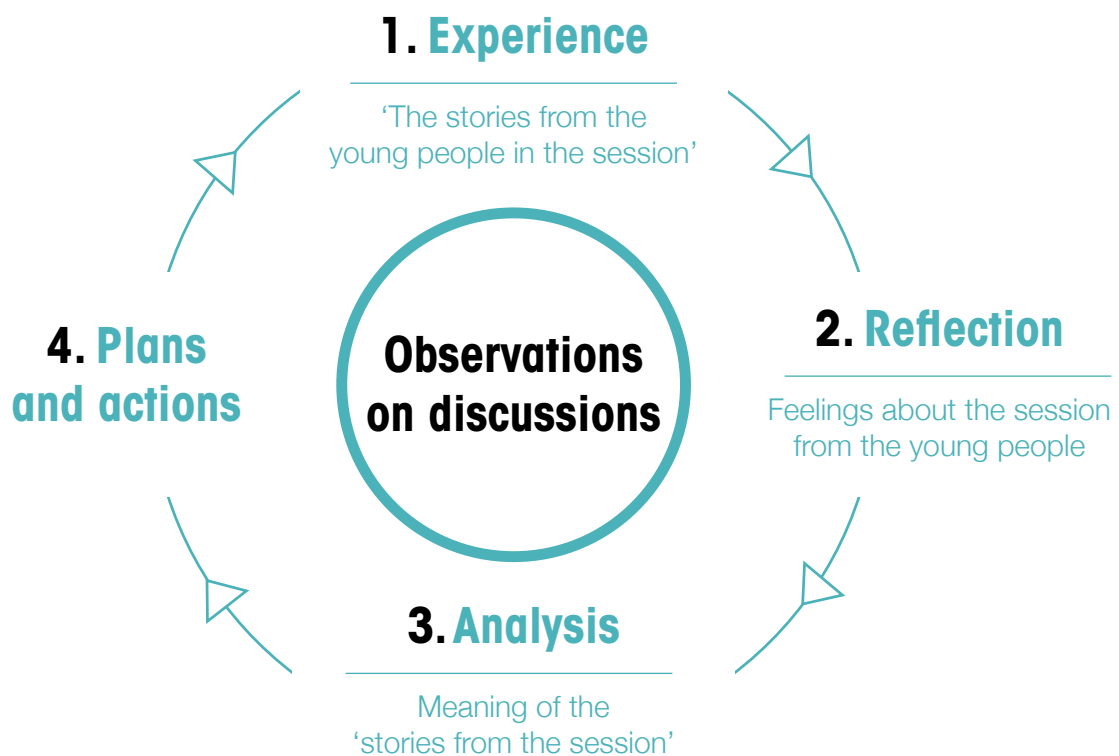 1. Experience
‘The stories from the
young people in the session’
2. Reflection
Feelings about the session
from the young people
3. Analysis
Meaning of the
‘stories from the session’
4. Plans
and actions
Observations
on discussions